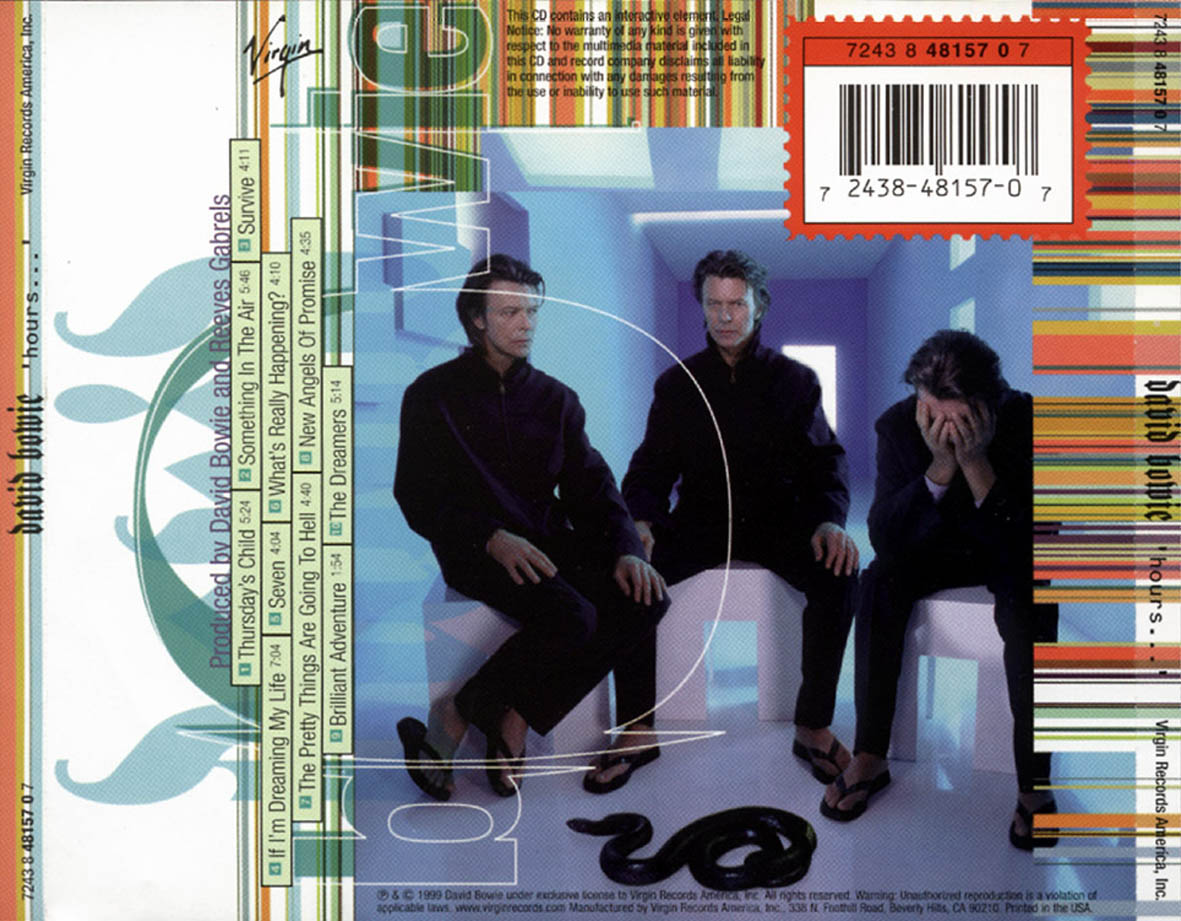 Virgin
bowie
This CD contains an interactive element. Legal
Notice: No warranty of any kind is given with
respect to the multimedia material included in
this CD and record company disclaims all liability
in connection with any damages resulting from
the use or inability to use such material.
7243 8 48157 0 7
7 2438-48157-0 7
Produced by David Bowie and Reeves Gabrels
1 Thursday's Child 5:24
2 Something In The Air 5:46
3 Survive 4:11
4 If I'm Dreaming My Life 7:04
5 Seven 4:04
6 What's Really Happening? 4:10
7 The Pretty Things Are Going To Hell 4:40
8 New Angels Of Promise 4:35
9 Brilliant Adventure 1:54
10 The Dreamers 5:14
7243 8 48157 0 7
david bowie 'hours...'
Virgin Records America, Inc.
7243 8 48157 0 7
david bowie 'hours...'
Virgin Records America, Inc.
℗ & © 1999 David Bowie under exclusive license to Virgin Records America, Inc. All rights reserved. Warning: Unauthorized reproduction is a violation of
applicable laws. www.virginrecords.com Manufactured by Virgin Records America, Inc., 338 N. Foothill Road, Beverly Hills, CA 90210. Printed in the USA.